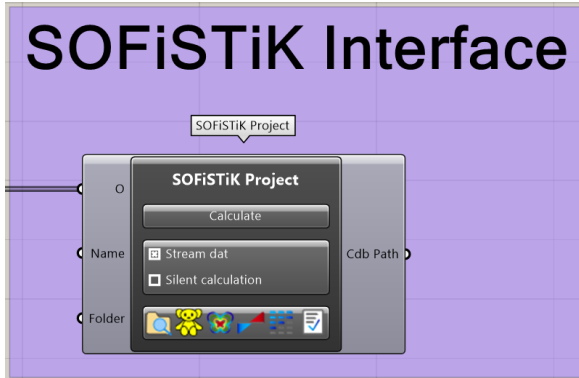 SOFiSTiK Interface
SOFiSTiK Project
SOFiSTiK Project
O
Calculate
Name
Stream dat
Cdb Path
Silent calculation
Folder